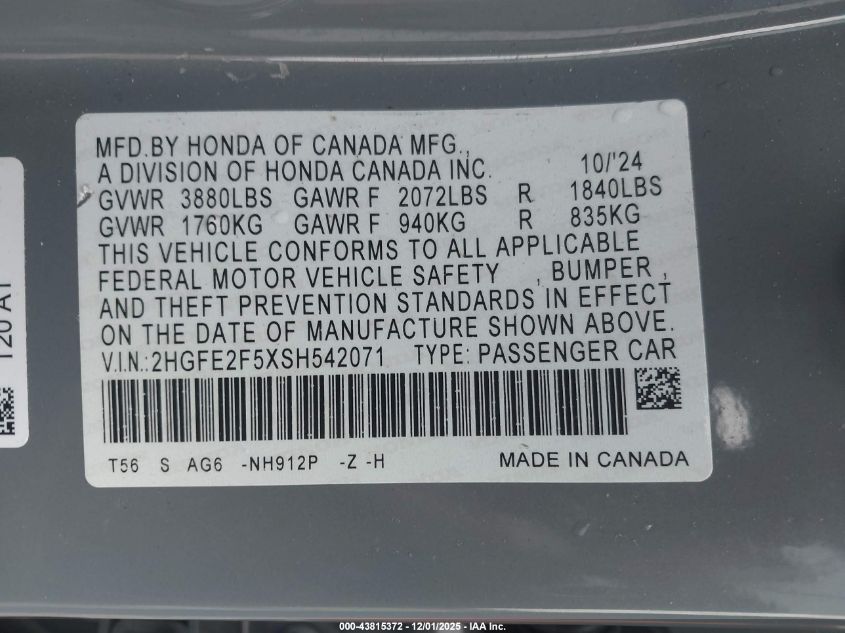 MFD.BY HONDA OF CANADA MFG.,
A DIVISION OF HONDA CANADA INC. 10/'24
GVWR 3880LBS GAWR F 2072LBS R 1840LBS
GVWR 1760KG GAWR F 940KG R 835KG
THIS VEHICLE CONFORMS TO ALL APPLICABLE
FEDERAL MOTOR VEHICLE SAFETY , BUMPER ,
AND THEFT PREVENTION STANDARDS IN EFFECT
ON THE DATE OF MANUFACTURE SHOWN ABOVE.
V.I.N.:2HGFE2F5XSH542071 TYPE: PASSENGER CAR
T56 S AG6 -NH912P -Z -H MADE IN CANADA
120 A1
000-43815372 - 12/01/2025 - IAA Inc.